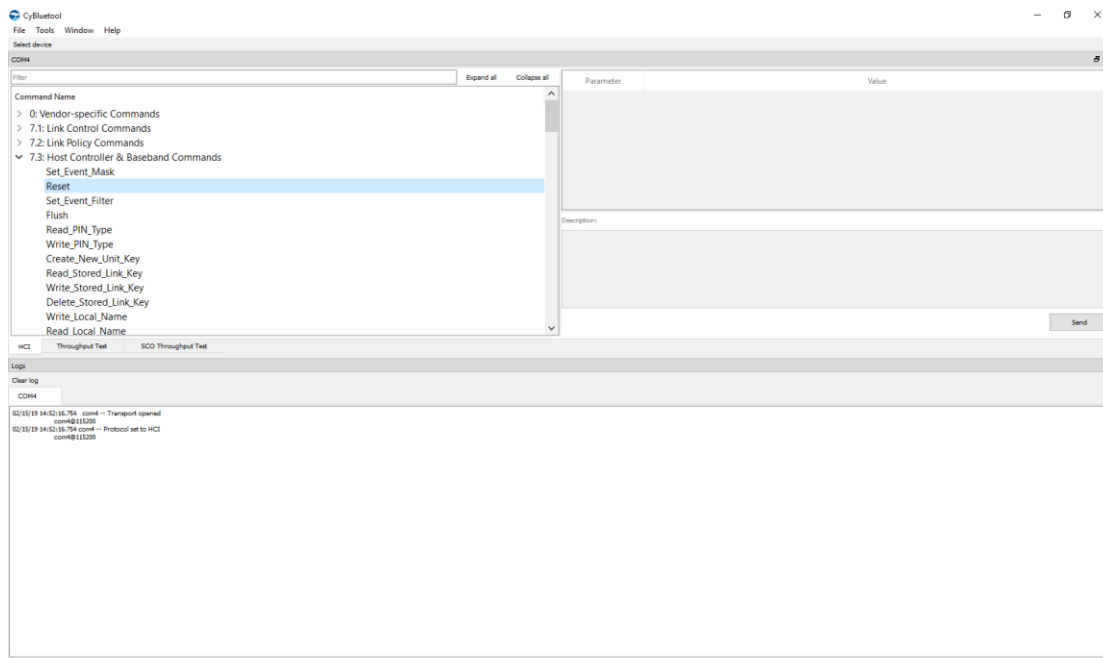 CyBluetool
File Tools Window Help
Select device
COM4
Filter Expand all Collapse all
Parameter Value
Command Name
0: Vendor-specific Commands
7.1: Link Control Commands
7.2: Link Policy Commands
7.3: Host Controller & Baseband Commands
Set_Event_Mask
Reset
Set_Event_Filter
Flush
Read_PIN_Type
Write_PIN_Type
Create_New_Unit_Key
Read_Stored_Link_Key
Write_Stored_Link_Key
Delete_Stored_Link_Key
Write_Local_Name
Read_Local_Name
Description:
Send
HCI Throughput Test SCO Throughput Test
Logs
Clear log
COM4
02/15/19 14:52:16.754 com4 -- Transport opened
com4@115200
02/15/19 14:52:16.754 com4 -- Protocol set to HCI
com4@115200